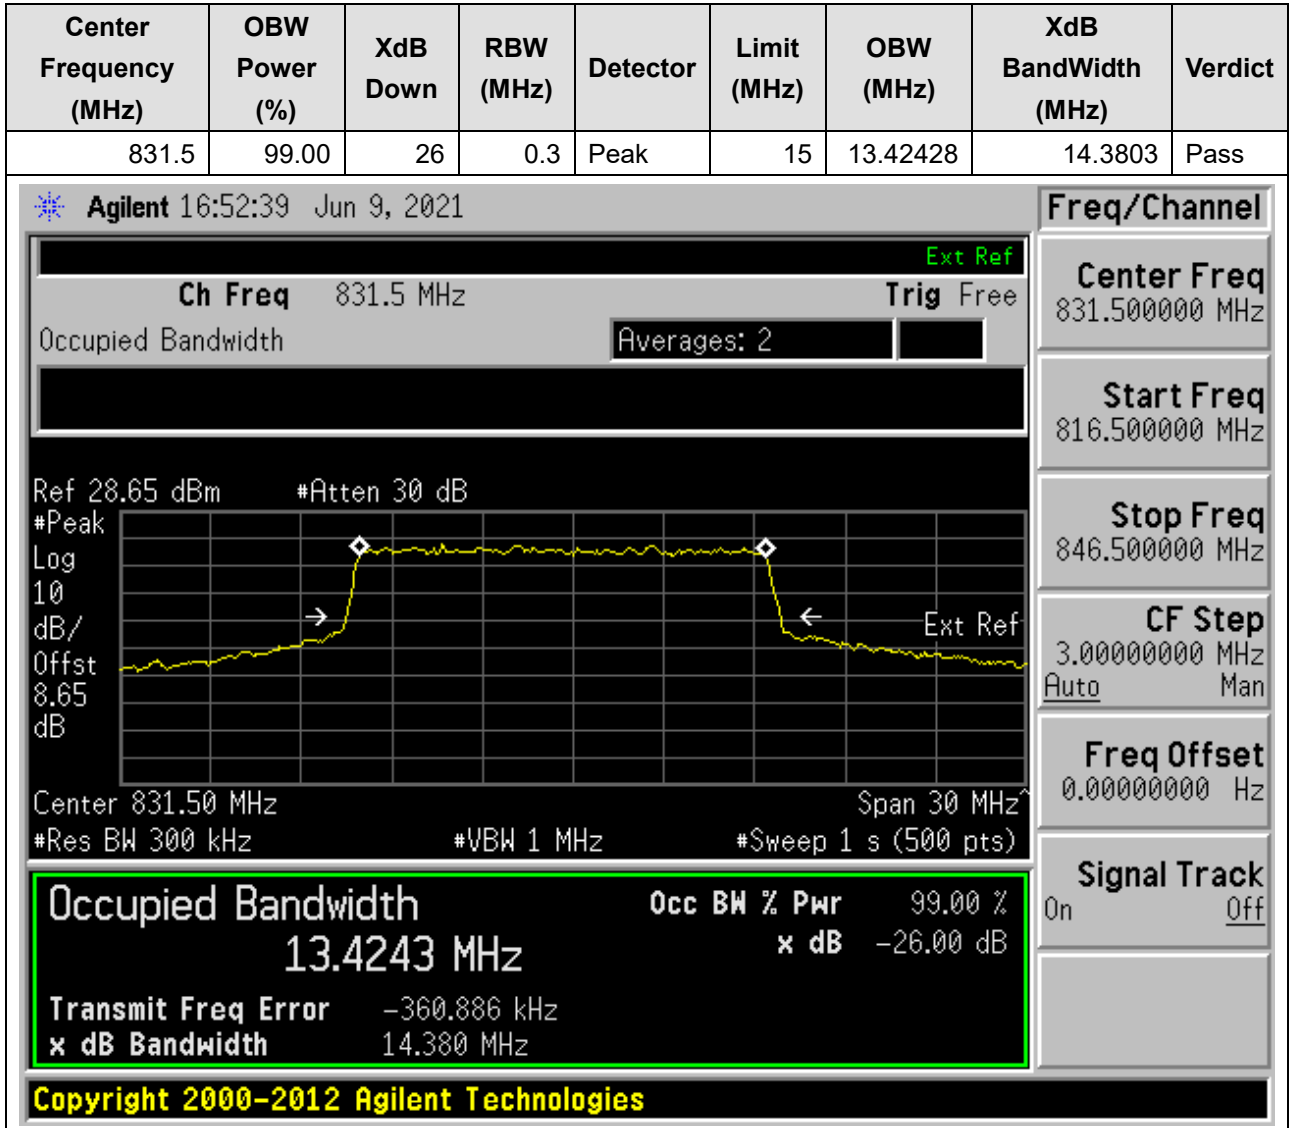 Center Frequency (MHz) OBW Power (%) XdB Down RBW (MHz) Detector Limit (MHz) OBW (MHz) XdB BandWidth (MHz) Verdict
831.5 99.00 26 0.3 Peak 15 13.42428 14.3803 Pass
Agilent 16:52:39 Jun 9, 2021
Freq/Channel
Ext Ref
Ch Freq 831.5 MHz Trig Free
Occupied Bandwidth Averages: 2
Center Freq
831.500000 MHz
Start Freq
816.500000 MHz
Stop Freq
846.500000 MHz
CF Step
3.00000000 MHz
Auto Man
Freq Offset
0.00000000 Hz
Signal Track
On Off
Ref 28.65 dBm #Atten 30 dB
#Peak
Log
10
dB/
Offst
8.65
dB
Ext Ref
Center 831.50 MHz Span 30 MHz^
#Res BW 300 kHz #VBW 1 MHz #Sweep 1 s (500 pts)
Occupied Bandwidth Occ BW % Pwr 99.00 %
13.4243 MHz x dB -26.00 dB
Transmit Freq Error -360.886 kHz
x dB Bandwidth 14.380 MHz
Copyright 2000-2012 Agilent Technologies